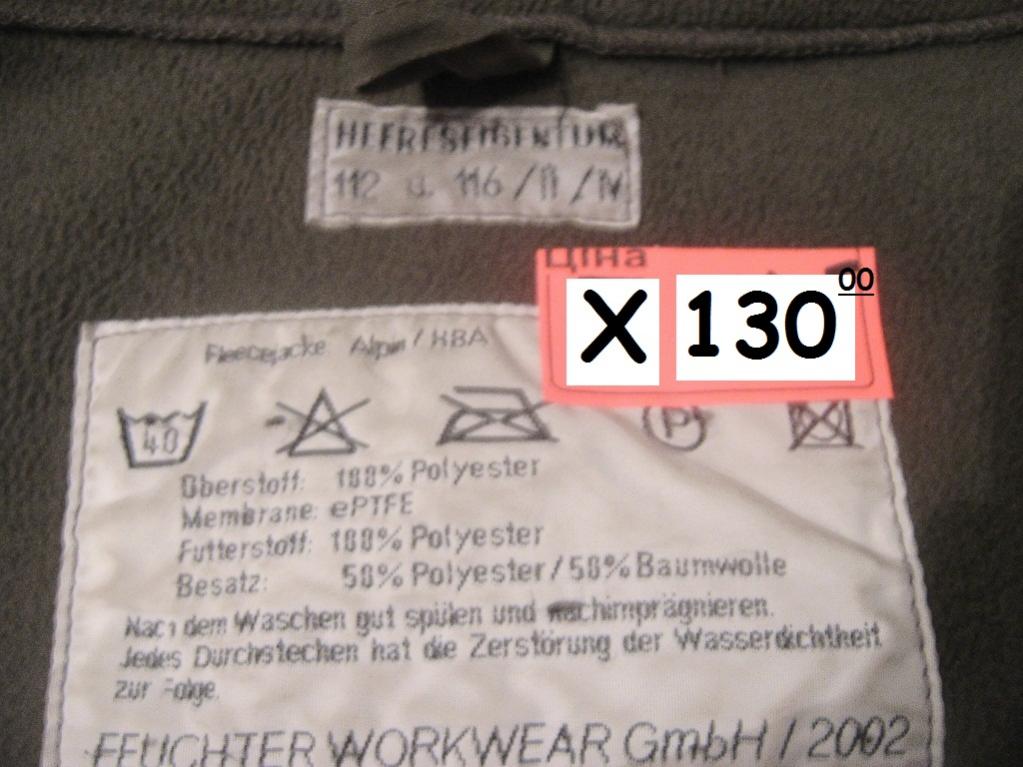 HEERESEIGENTUM
112 d. 116 / II / IV
Ціна
X 130 00
Fleecejacke Alpin / KBA
40
P
Oberstoff: 100% Polyester
Membrane: ePTFE
Futterstoff: 100% Polyester
Besatz: 50% Polyester / 50% Baumwolle
Nach dem Waschen gut spülen und nachimprägnieren.
Jedes Durchstechen hat die Zerstörung der Wasserdichtheit
zur Folge.
FEUCHTER WORKWEAR GmbH / 2002